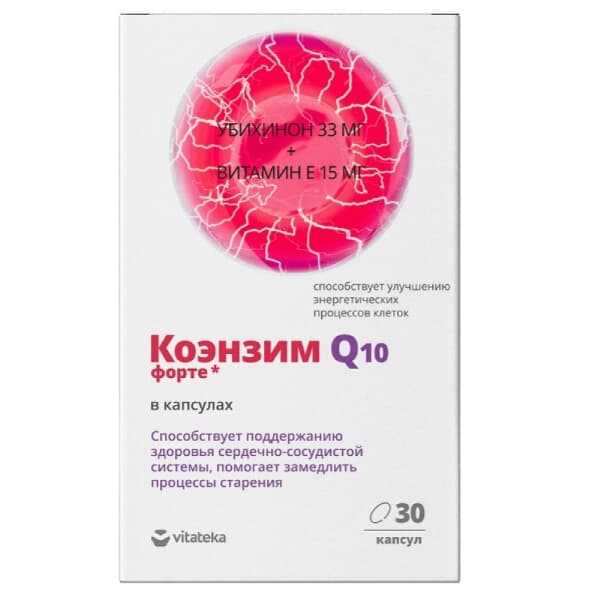 УБИХИНОН 33 МГ
+
ВИТАМИН Е 15 МГ
способствует улучшению
энергетических
процессов клеток
Коэнзим Q10
форте*
в капсулах
Способствует поддержанию
здоровья сердечно-сосудистой
системы, помогает замедлить
процессы старения
30
капсул
vitateka